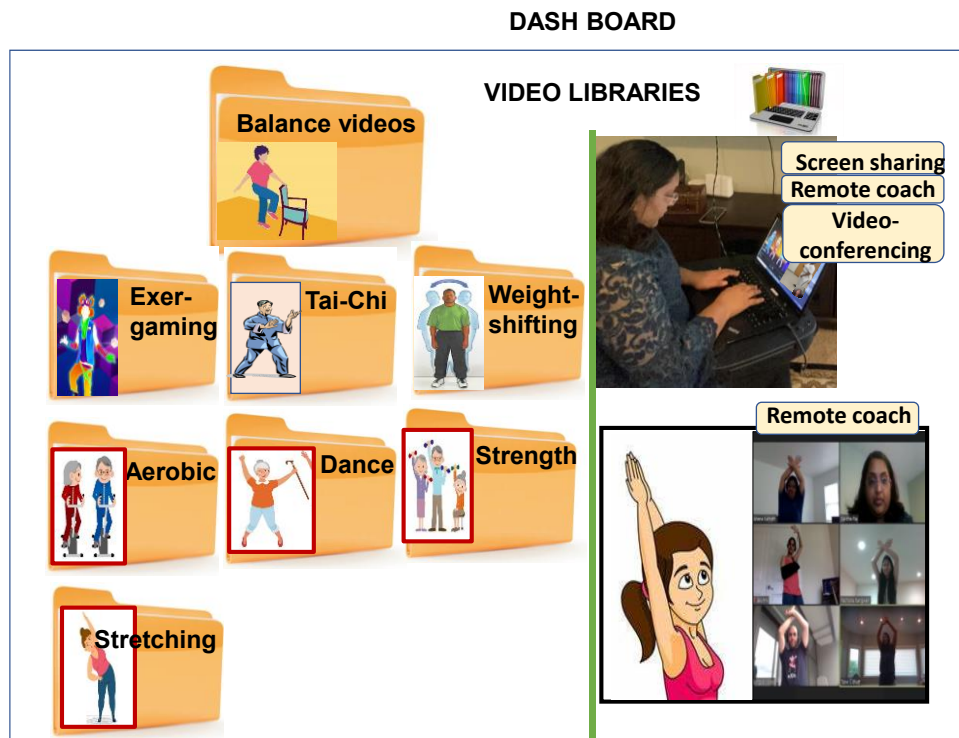 DASH BOARD
VIDEO LIBRARIES
Balance videos
Exer-
gaming
Tai-Chi
Weight-
shifting
Aerobic
Dance
Strength
Stretching
Screen sharing
Remote coach
Video-
conferencing
Remote coach